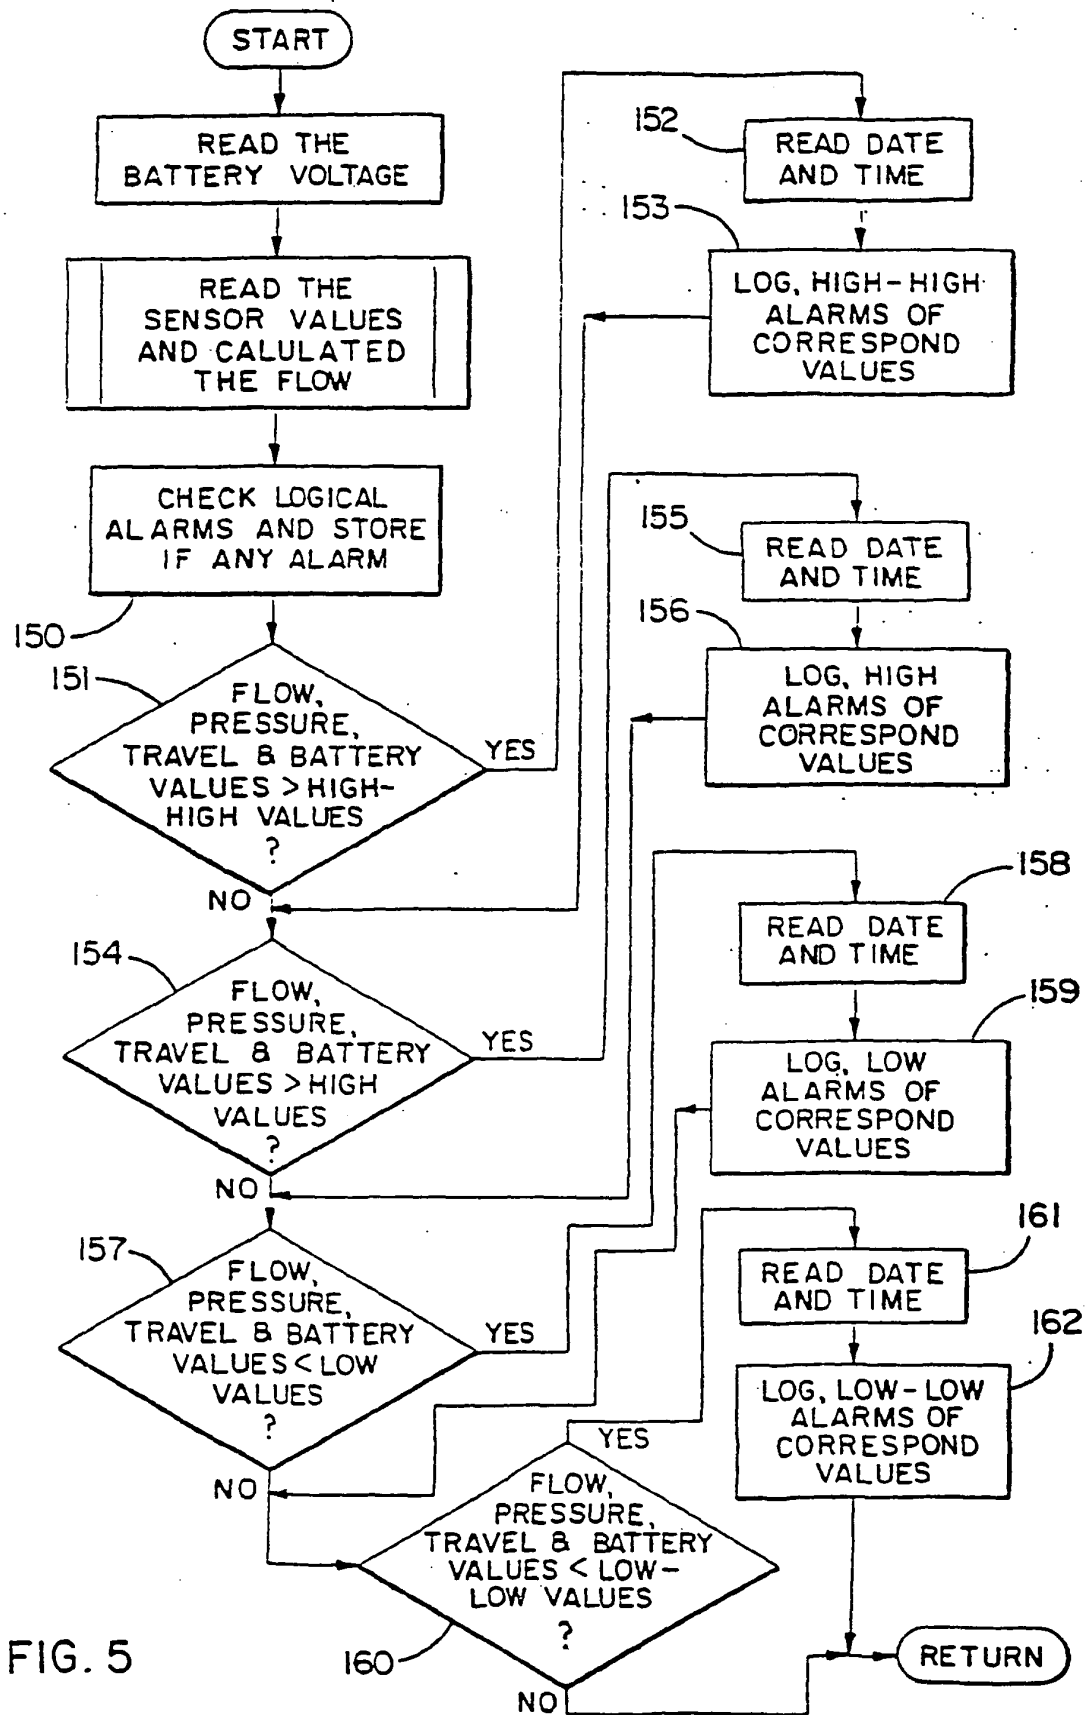 START
READ THE
BATTERY VOLTAGE
READ THE
SENSOR VALUES
AND CALULATED
THE FLOW
CHECK LOGICAL
ALARMS AND STORE
IF ANY ALARM
150
151
FLOW,
PRESSURE,
TRAVEL & BATTERY
VALUES > HIGH-
HIGH VALUES
?
YES
NO
152
READ DATE
AND TIME
153
LOG, HIGH-HIGH
ALARMS OF
CORRESPOND
VALUES
154
FLOW,
PRESSURE,
TRAVEL & BATTERY
VALUES > HIGH
VALUES
?
YES
NO
155
READ DATE
AND TIME
156
LOG, HIGH
ALARMS OF
CORRESPOND
VALUES
157
FLOW,
PRESSURE,
TRAVEL & BATTERY
VALUES < LOW
VALUES
?
YES
NO
158
READ DATE
AND TIME
159
LOG, LOW
ALARMS OF
CORRESPOND
VALUES
160
YES
FLOW,
PRESSURE,
TRAVEL & BATTERY
VALUES < LOW-
LOW VALUES
?
NO
161
READ DATE
AND TIME
162
LOG, LOW-LOW
ALARMS OF
CORRESPOND
VALUES
RETURN
FIG. 5